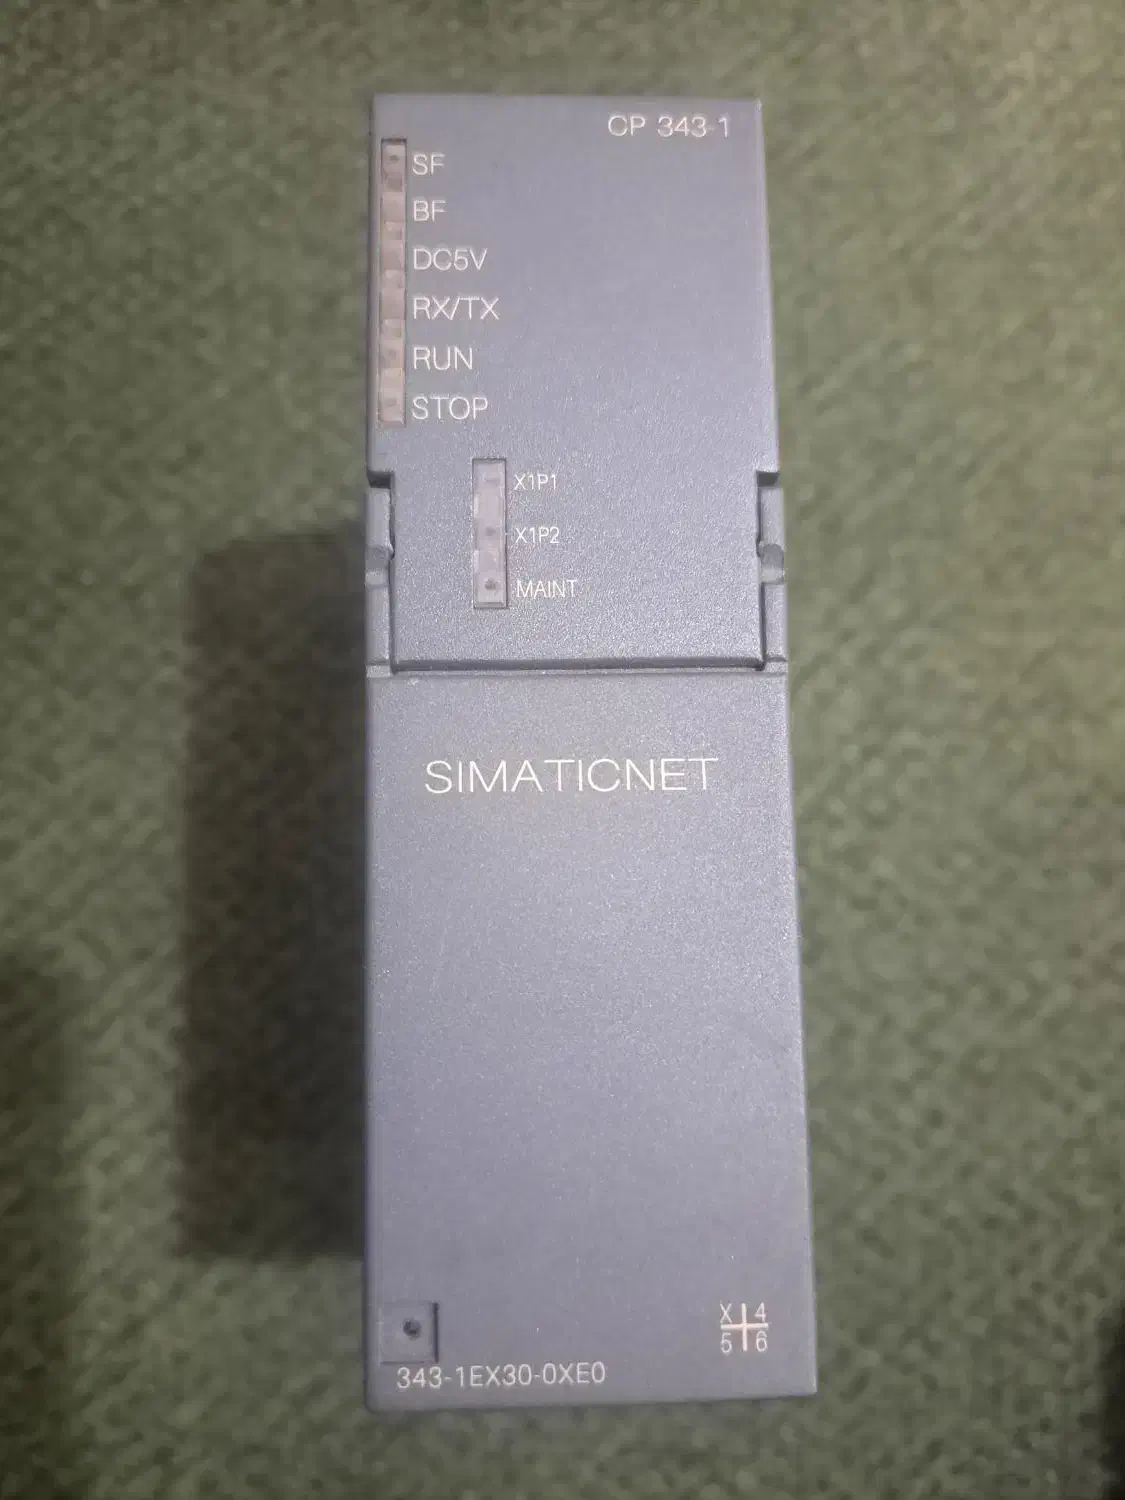 CP 343-1
SF
BF
DC5V
RX/TX
RUN
STOP
X1P1
X1P2
MAINT
SIMATICNET
X 4
5 6
343-1EX30-0XE0